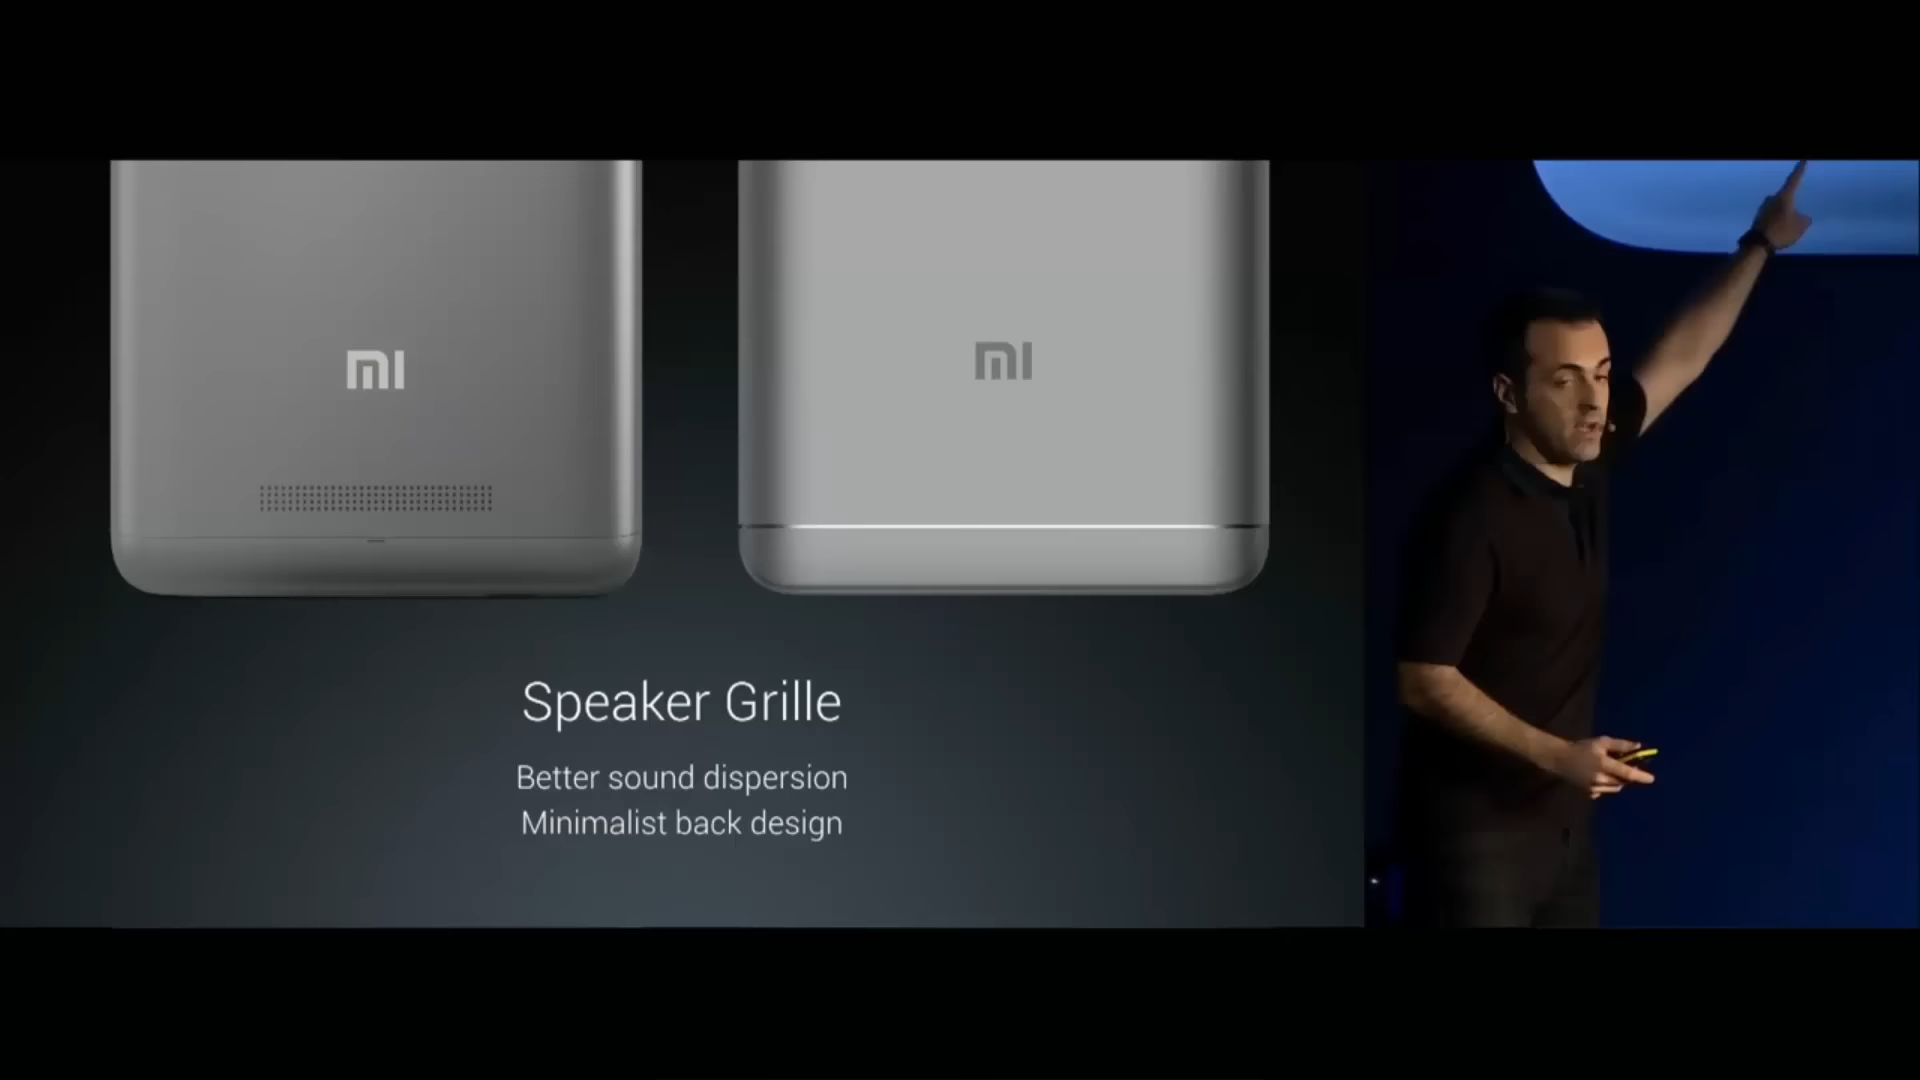 mi
mi
Speaker Grille
Better sound dispersion
Minimalist back design